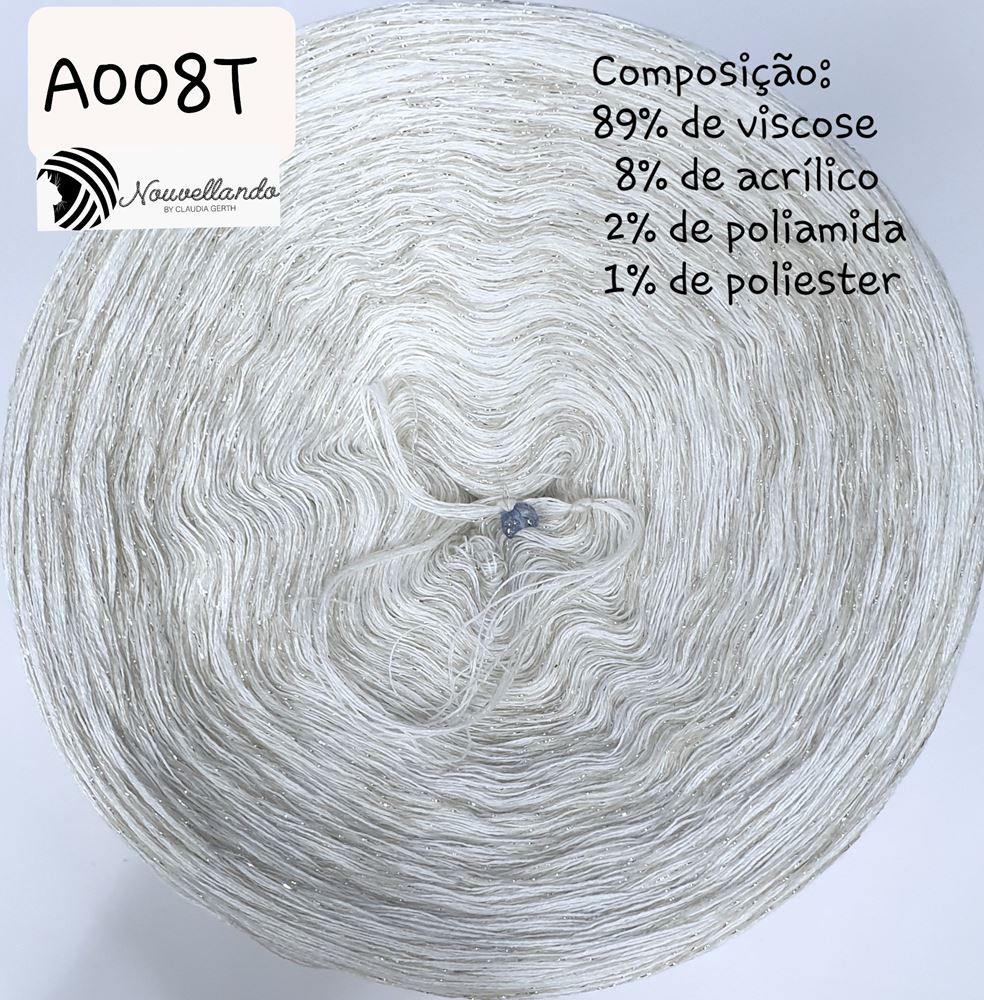 A008T
Nouvellando
BY CLAUDIA GERTH
Composição:
89% de viscose
8% de acrílico
2% de poliamida
1% de poliester